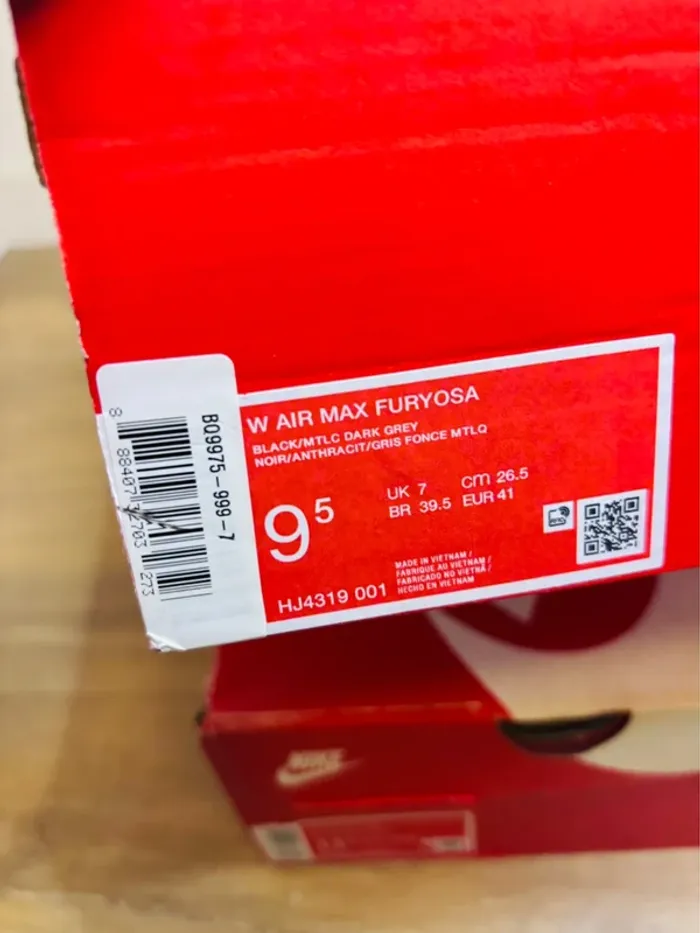 W AIR MAX FURYOSA
BLACK/MTLC DARK GREY
NOIR/ANTHRACIT/GRIS FONCE MTLQ
9⁵
UK 7 cm 26.5
BR 39.5 EUR 41
HJ4319 001
MADE IN VIETNAM /
FABRIQUE AU VIETNAM /
FABRICADO NO VIETNÃ /
HECHO EN VIETNAM
BQ9975-999-7
NIKE